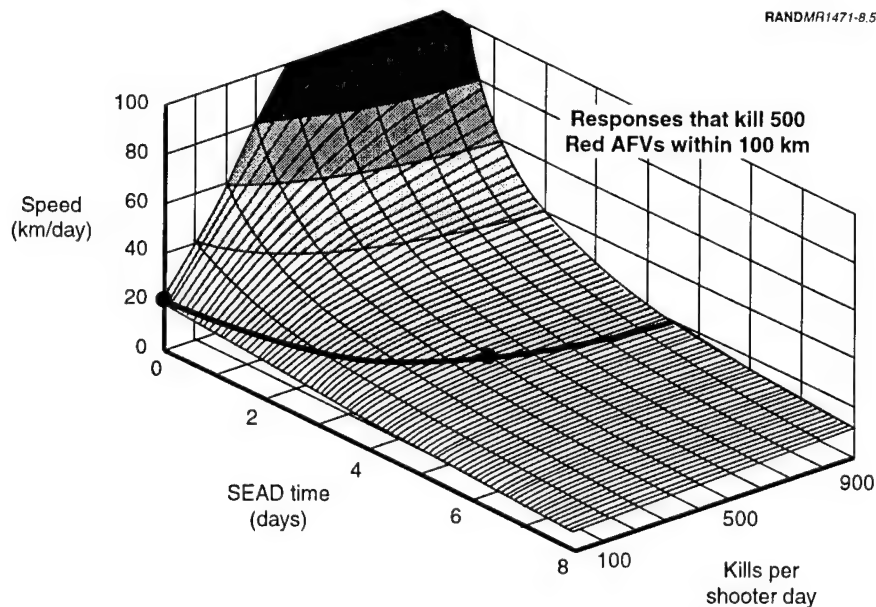 RANDMR1471-8.5
Responses that kill 500
Red AFVs within 100 km
100
80
60
40
20
0
Speed
(km/day)
0
2
4
6
8
SEAD time
(days)
100
500
900
Kills per
shooter day